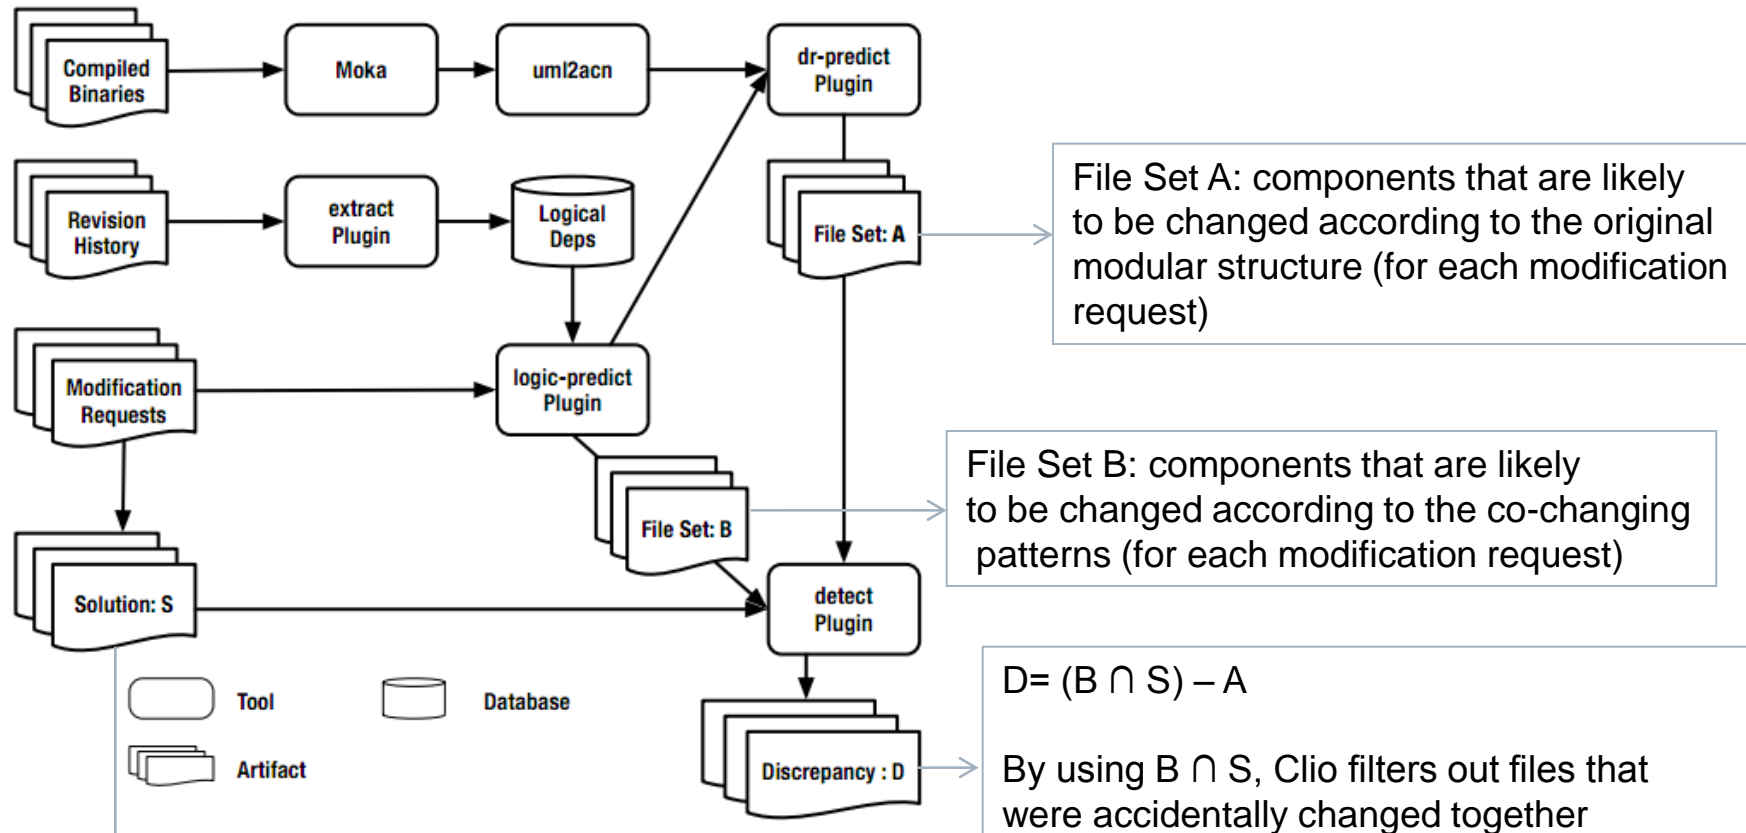 Compiled
Binaries
Moka
uml2acn
dr-predict
Plugin
Revision
History
extract
Plugin
Logical
Deps
File Set: A
File Set A: components that are likely
to be changed according to the original
modular structure (for each modification
request)
Modification
Requests
logic-predict
Plugin
File Set: B
File Set B: components that are likely
to be changed according to the co-changing
patterns (for each modification request)
Solution: S
detect
Plugin
Tool
Database
Artifact
Discrepancy : D
D= (B ∩ S) – A
By using B ∩ S, Clio filters out files that
were accidentally changed together